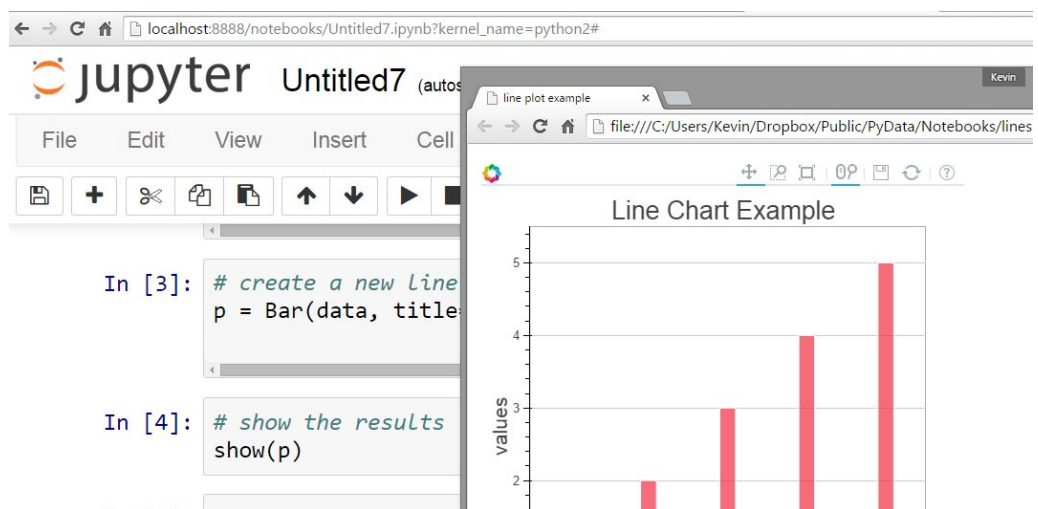 localhost:8888/notebooks/Untitled7.ipynb?kernel_name=python2#
jupyter Untitled7 (autos
File Edit View Insert Cell
In [3]: # create a new line
p = Bar(data, title=
In [4]: # show the results
show(p)
Kevin
line plot example
file:///C:/Users/Kevin/Dropbox/Public/PyData/Notebooks/lines
Line Chart Example
5
4
3
2
values